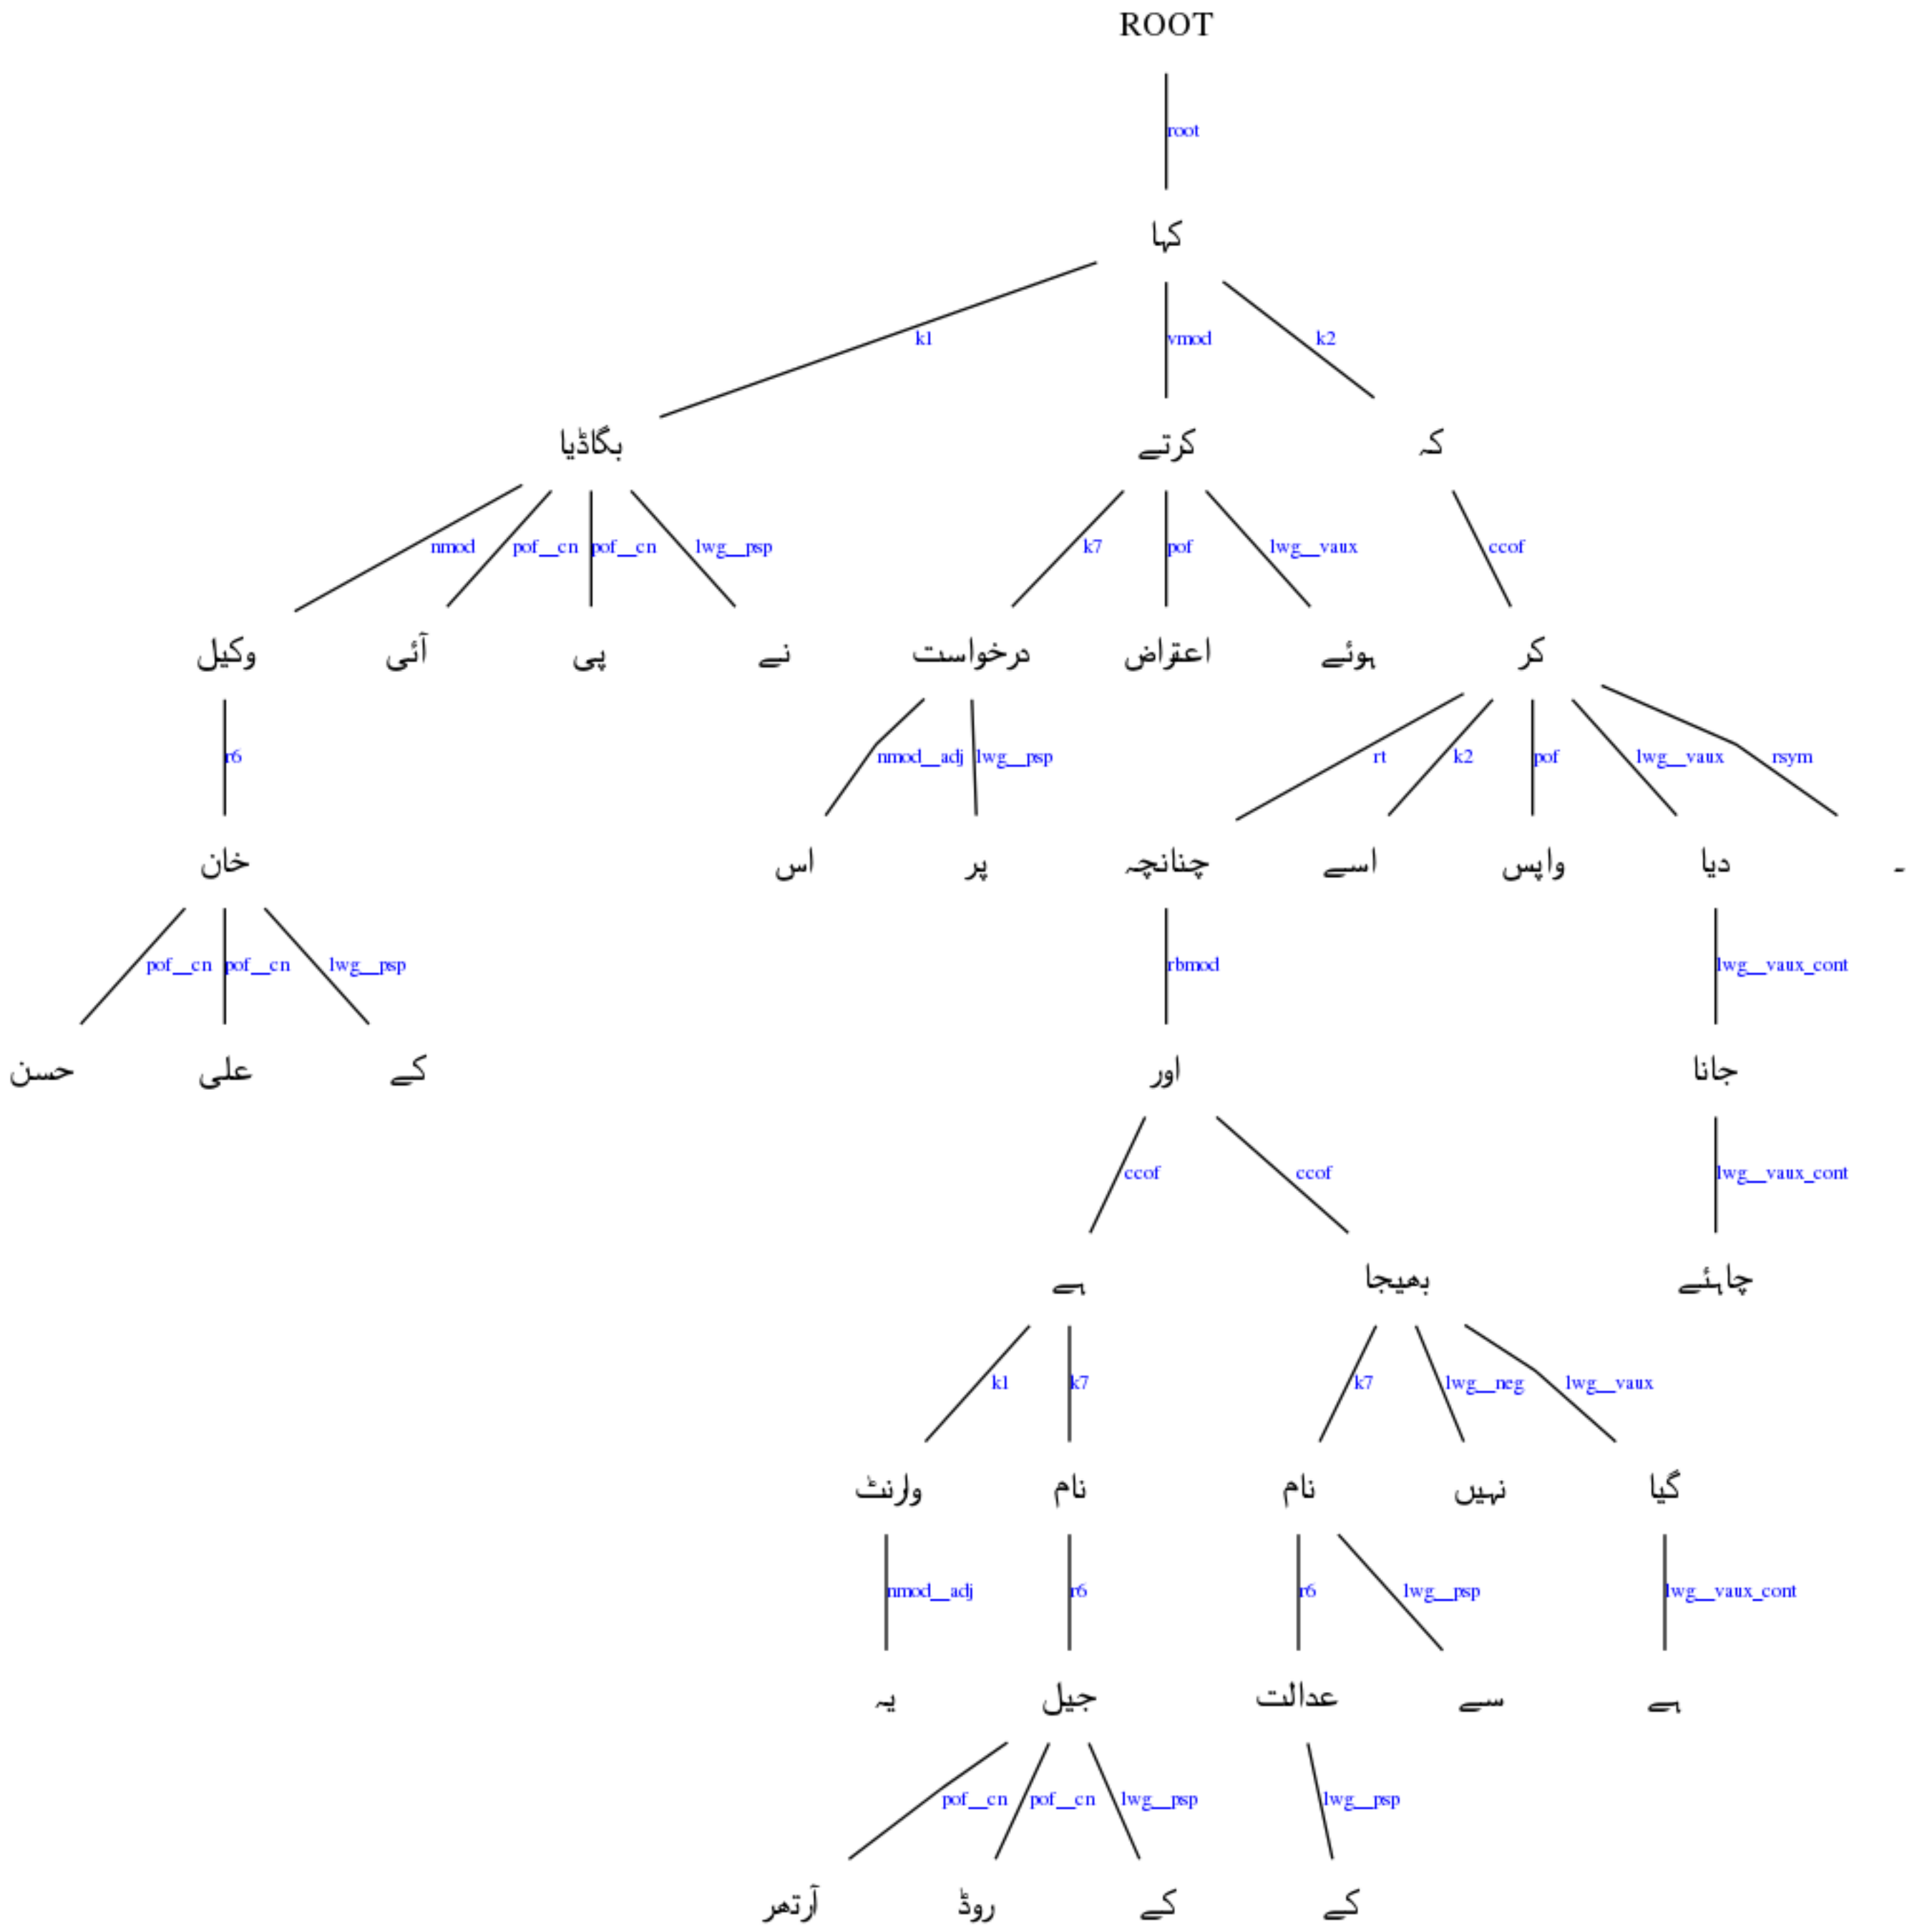 ROOT
root
کہا
k1 vmod k2
بگاڈیا کرتے کہ
nmod pof__cn pof__cn lwg__psp k7 pof lwg__vaux ccof
وکیل آئی پی نے درخواست اعتراض ہوئے کر
r6 nmod__adj lwg__psp rt k2 pof lwg__vaux rsym
خان اس پر چنانچہ اسے واپس دیا ۔
pof__cn pof__cn lwg__psp rbmod lwg__vaux_cont
حسن علی کے اور جانا
ccof ccof lwg__vaux_cont
ہے بھیجا چاہئے
k1 k7 k7 lwg__neg lwg__vaux
وارنٹ نام نام نہیں گیا
nmod__adj r6 r6 lwg__psp lwg__vaux_cont
یہ جیل عدالت سے ہے
pof__cn pof__cn lwg__psp lwg__psp
آرتھر روڈ کے کے